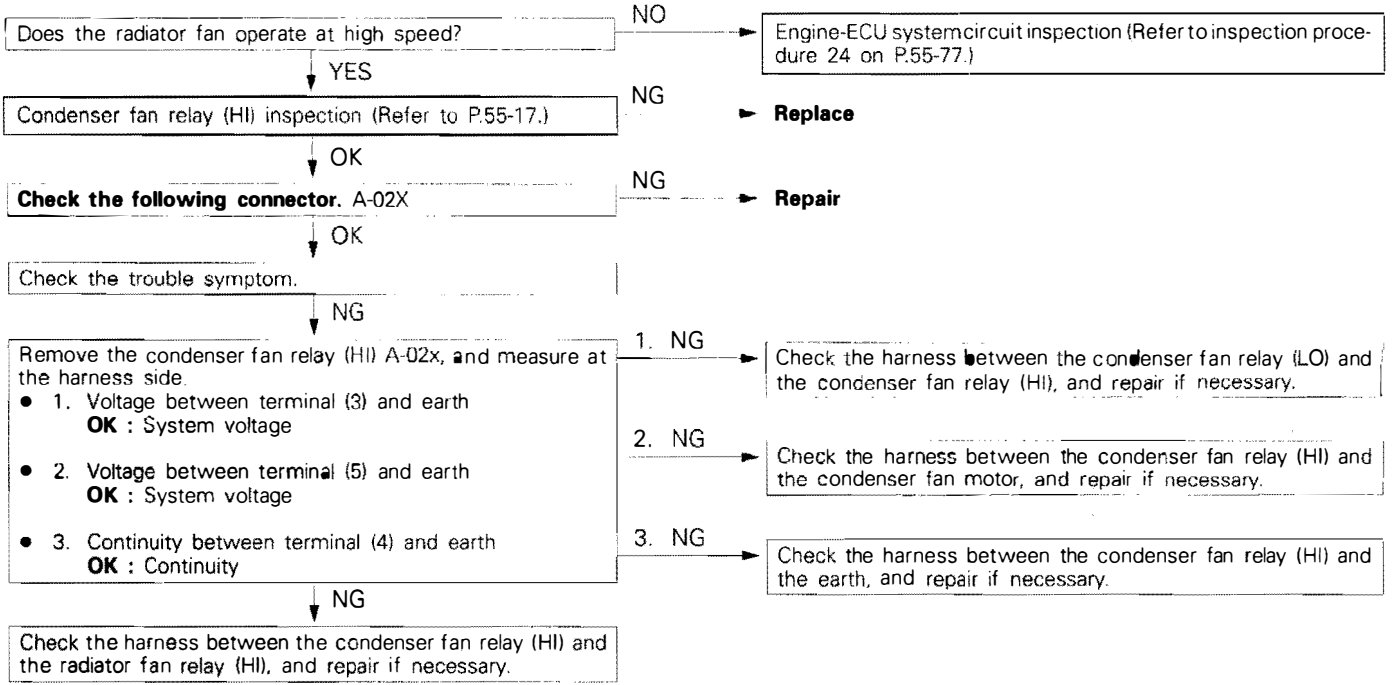 Does the radiator fan operate at high speed?
NO
Engine-ECU system circuit inspection (Refer to inspection proce-
dure 24 on P.55-77.)
YES
Condenser fan relay (HI) inspection (Refer to P.55-17.)
NG
Replace
OK
Check the following connector. A-02X
NG
Repair
OK
Check the trouble symptom.
NG
Remove the condenser fan relay (HI) A-02x, and measure at
the harness side.
• 1. Voltage between terminal (3) and earth
OK : System voltage
• 2. Voltage between terminal (5) and earth
OK : System voltage
• 3. Continuity between terminal (4) and earth
OK : Continuity
1. NG
Check the harness between the condenser fan relay (LO) and
the condenser fan relay (HI), and repair if necessary.
2. NG
Check the harness between the condenser fan relay (HI) and
the condenser fan motor, and repair if necessary.
3. NG
Check the harness between the condenser fan relay (HI) and
the earth, and repair if necessary.
NG
Check the harness between the condenser fan relay (HI) and
the radiator fan relay (HI), and repair if necessary.